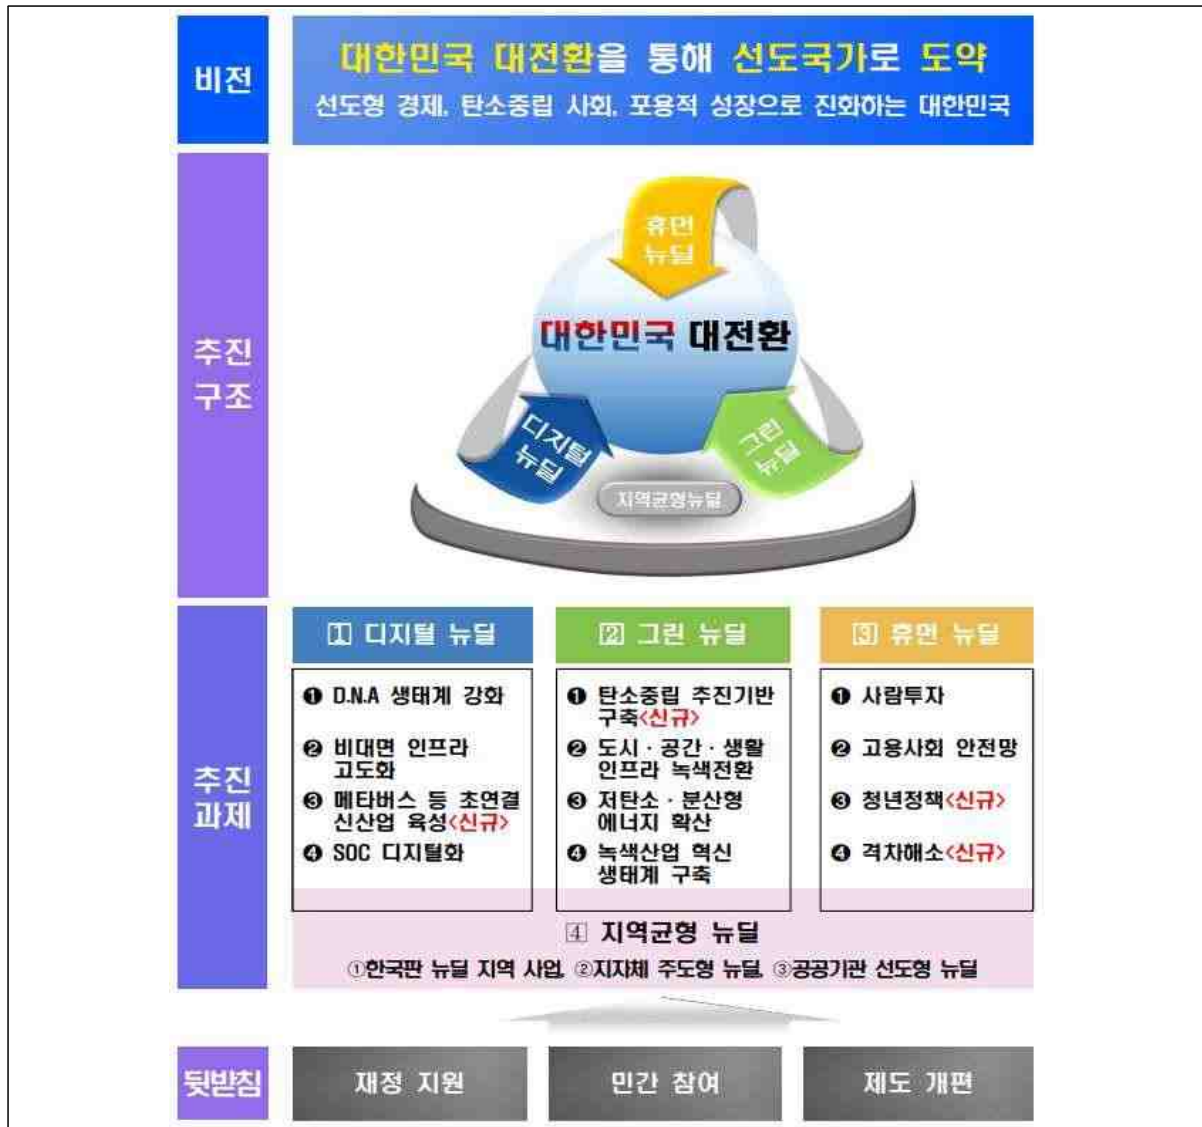 비전
대한민국 대전환을 통해 선도국가로 도약
선도형 경제, 탄소중립 사회, 포용적 성장으로 진화하는 대한민국
추진
구조
휴먼
뉴딜
대한민국 대전환
디지털
뉴딜
그린
뉴딜
지역균형뉴딜
추진
과제
1 디지털 뉴딜
❶ D.N.A 생태계 강화
❷ 비대면 인프라
고도화
❸ 메타버스 등 초연결
신산업 육성<신규>
❹ SOC 디지털화
2 그린 뉴딜
❶ 탄소중립 추진기반
구축<신규>
❷ 도시·공간·생활
인프라 녹색전환
❸ 저탄소·분산형
에너지 확산
❹ 녹색산업 혁신
생태계 구축
3 휴먼 뉴딜
❶ 사람투자
❷ 고용사회 안전망
❸ 청년정책<신규>
❹ 격차해소<신규>
4 지역균형 뉴딜
①한국판 뉴딜 지역 사업, ②지자체 주도형 뉴딜, ③공공기관 선도형 뉴딜
뒷받침
재정 지원
민간 참여
제도 개편